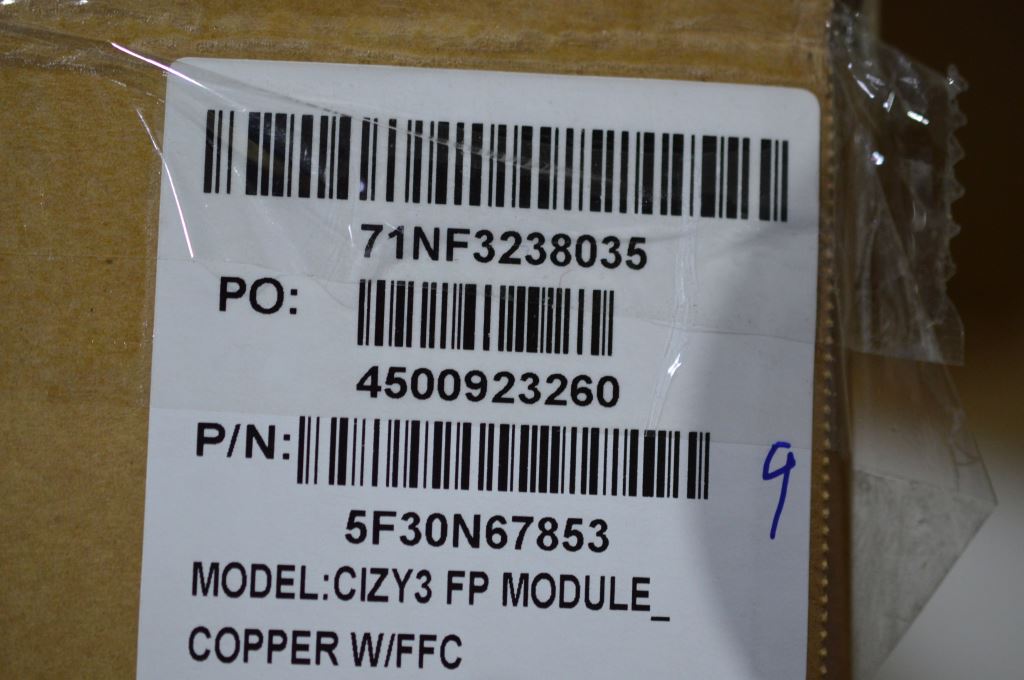 71NF3238035
PO:
4500923260
P/N:
5F30N67853
9
MODEL:CIZY3 FP MODULE_
COPPER W/FFC